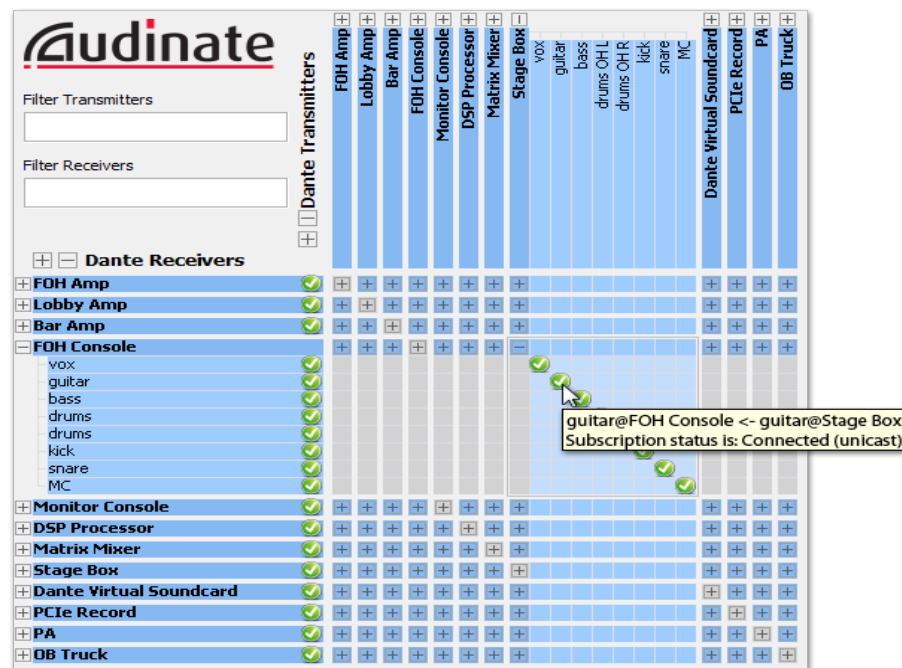 Audinate
Filter Transmitters
Filter Receivers
Dante Transmitters
FOH Amp
Lobby Amp
Bar Amp
FOH Console
Monitor Console
DSP Processor
Matrix Mixer
Stage Box
vox
guitar
bass
drums OH L
drums OH R
kick
snare
MC
Dante Virtual Soundcard
PCIe Record
PA
OB Truck
Dante Receivers
FOH Amp
Lobby Amp
Bar Amp
FOH Console
vox
guitar
bass
drums
drums
kick
snare
MC
guitar@FOH Console <- guitar@Stage Box
Subscription status is: Connected (unicast)
Monitor Console
DSP Processor
Matrix Mixer
Stage Box
Dante Virtual Soundcard
PCIe Record
PA
OB Truck